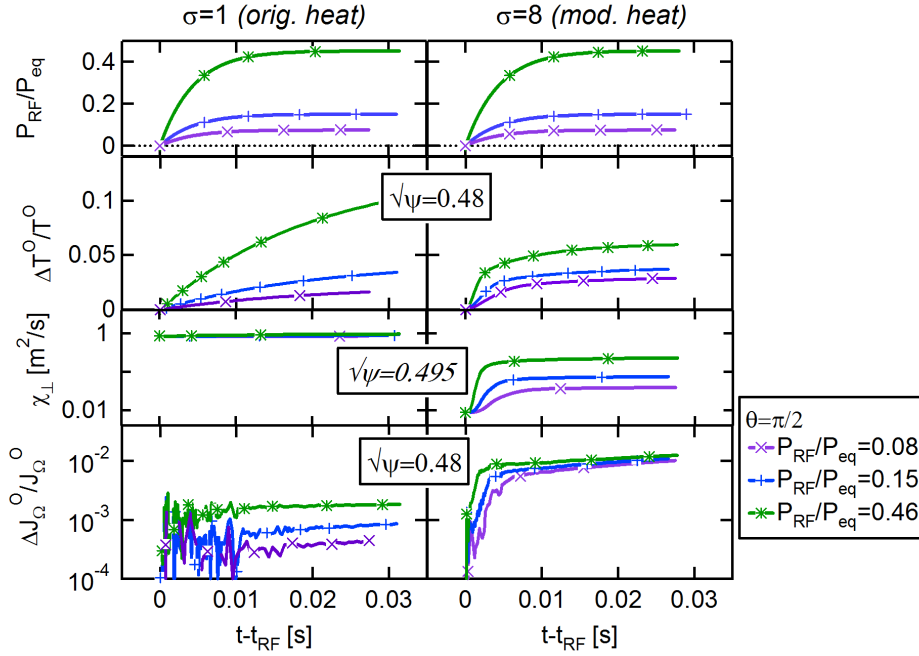 σ=1 (orig. heat)
σ=8 (mod. heat)
P_RF/P_eq
0.4
0.2
0
ΔT^O/T^O
0.1
0.05
0
√ψ=0.48
χ_⊥ [m²/s]
1
0.01
√ψ=0.495
ΔJ_Ω^O/J_Ω^O
10⁻²
10⁻³
10⁻⁴
√ψ=0.48
0 0.01 0.02 0.03
0 0.01 0.02 0.03
t-t_RF [s]
t-t_RF [s]
θ=π/2
P_RF/P_eq=0.08
P_RF/P_eq=0.15
P_RF/P_eq=0.46